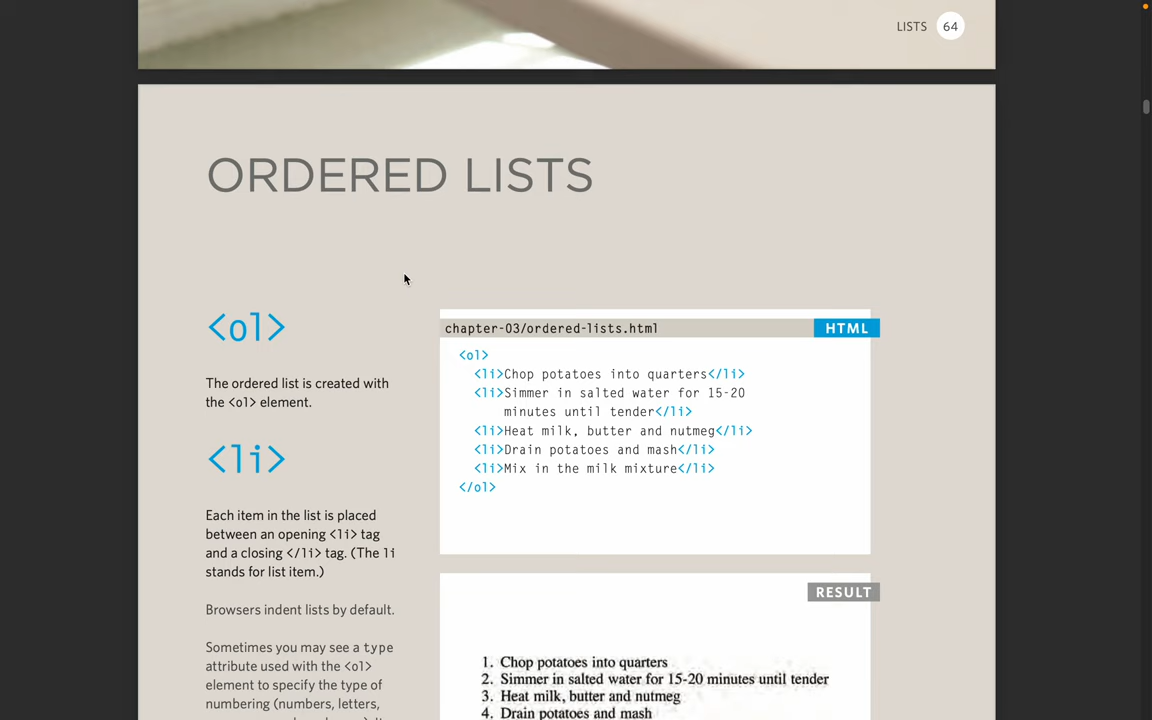 LISTS 64
ORDERED LISTS
<ol>
The ordered list is created with
the <ol> element.
<li>
Each item in the list is placed
between an opening <li> tag
and a closing </li> tag. (The li
stands for list item.)
Browsers indent lists by default.
Sometimes you may see a type
attribute used with the <ol>
element to specify the type of
numbering (numbers, letters,
chapter-03/ordered-lists.html HTML
<ol>
<li>Chop potatoes into quarters</li>
<li>Simmer in salted water for 15-20
minutes until tender</li>
<li>Heat milk, butter and nutmeg</li>
<li>Drain potatoes and mash</li>
<li>Mix in the milk mixture</li>
</ol>
RESULT
1. Chop potatoes into quarters
2. Simmer in salted water for 15-20 minutes until tender
3. Heat milk, butter and nutmeg
4. Drain potatoes and mash